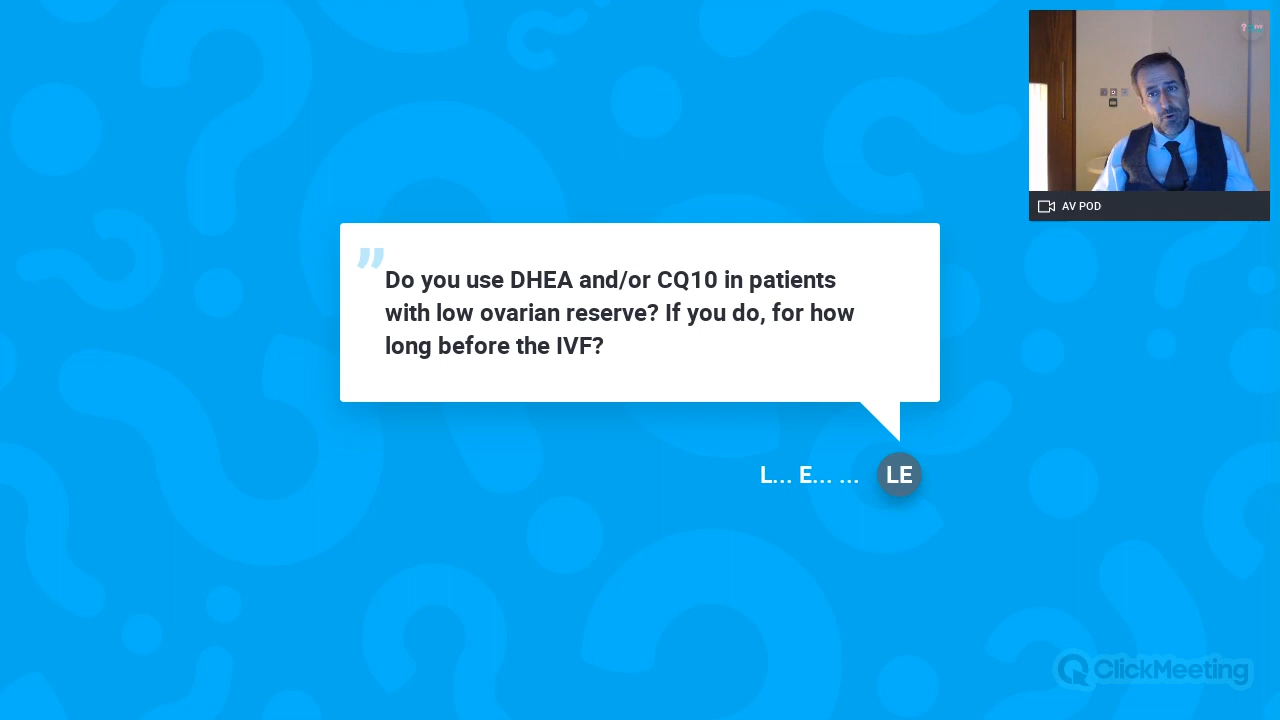 AV POD
”
Do you use DHEA and/or CQ10 in patients
with low ovarian reserve? If you do, for how
long before the IVF?
L... E... ...
LE
ClickMeeting